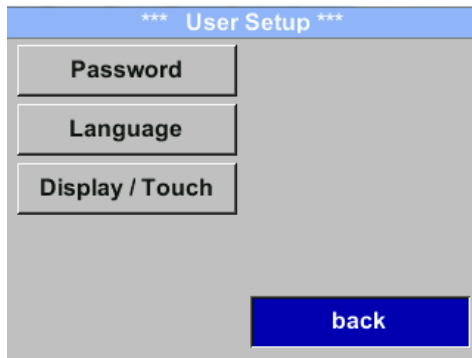 *** User Setup ***
Password
Language
Display / Touch
back